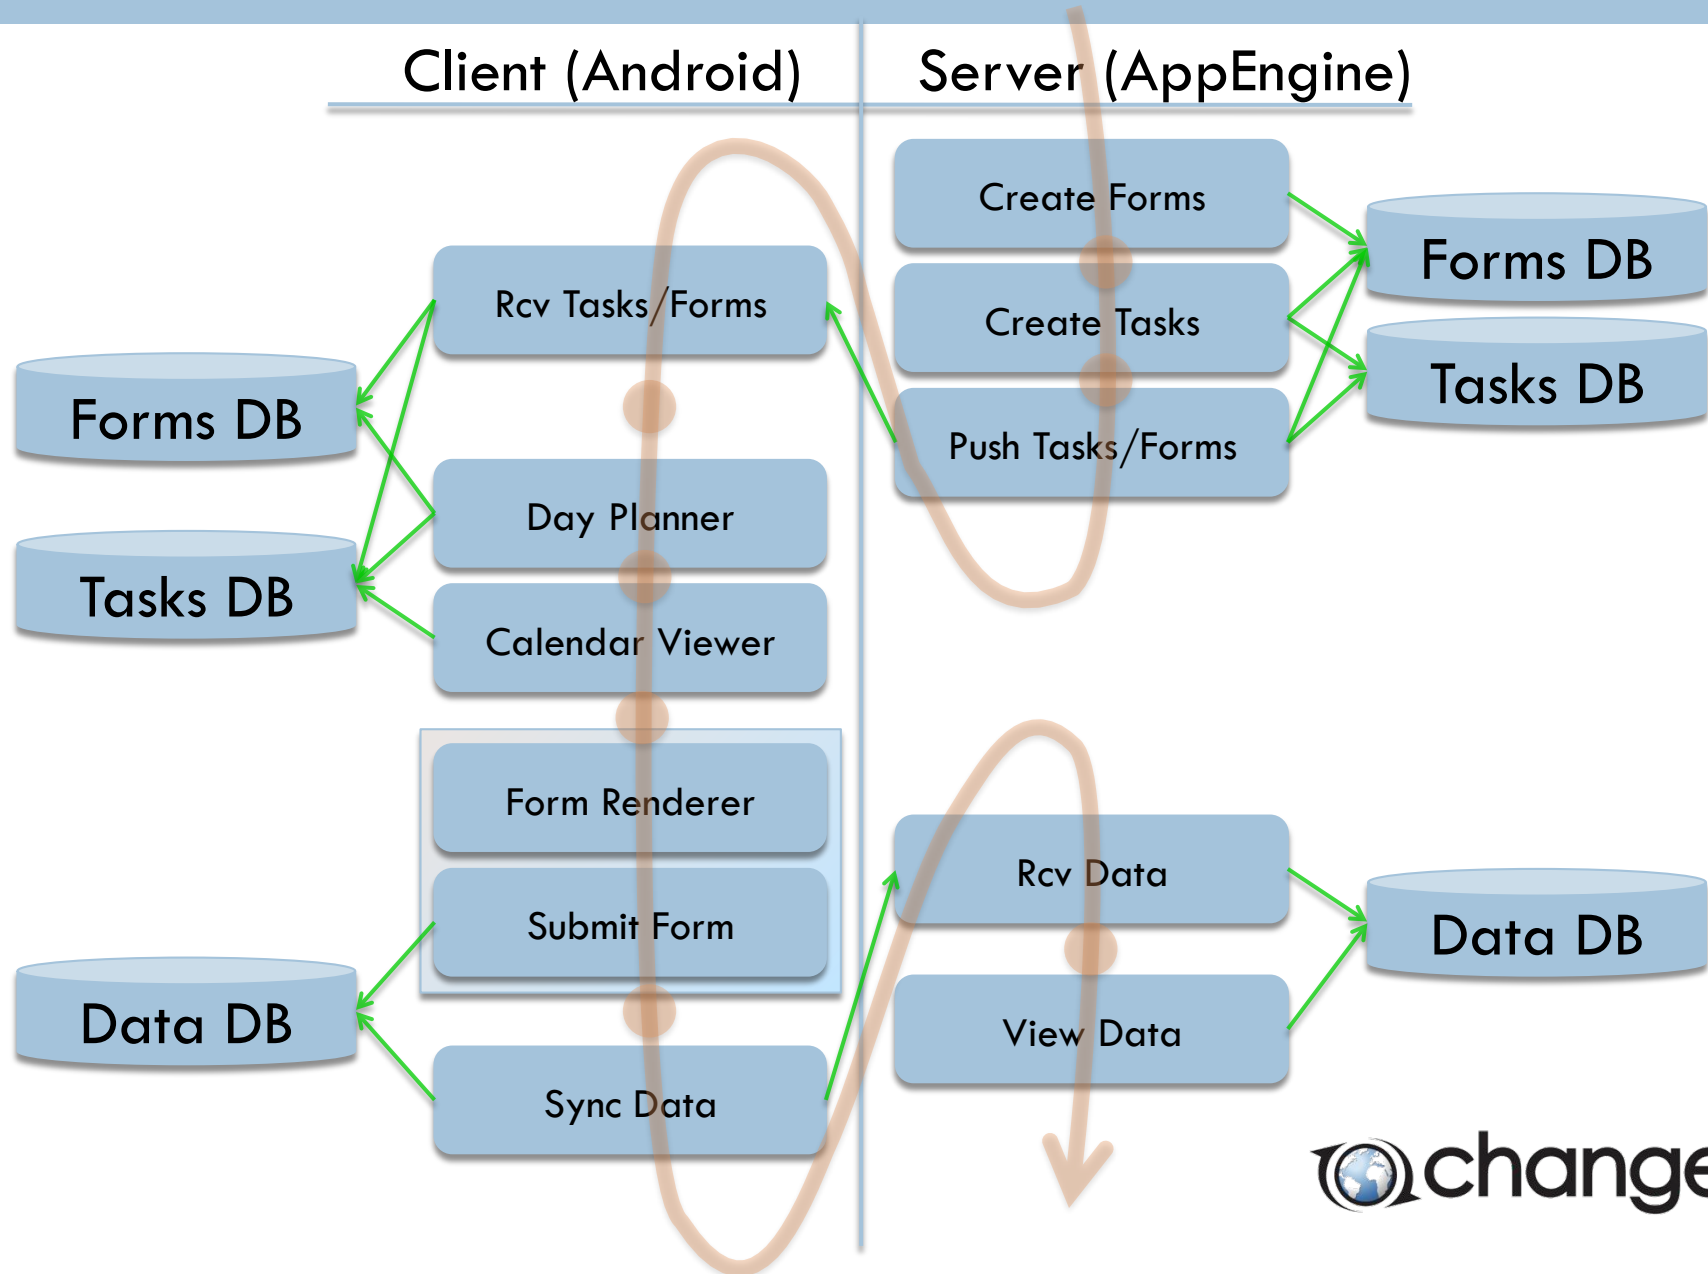 Client (Android)
Server (AppEngine)
Create Forms
Forms DB
Rcv Tasks/Forms
Create Tasks
Tasks DB
Forms DB
Push Tasks/Forms
Day Planner
Tasks DB
Calendar Viewer
Form Renderer
Rcv Data
Submit Form
Data DB
Data DB
View Data
Sync Data
change